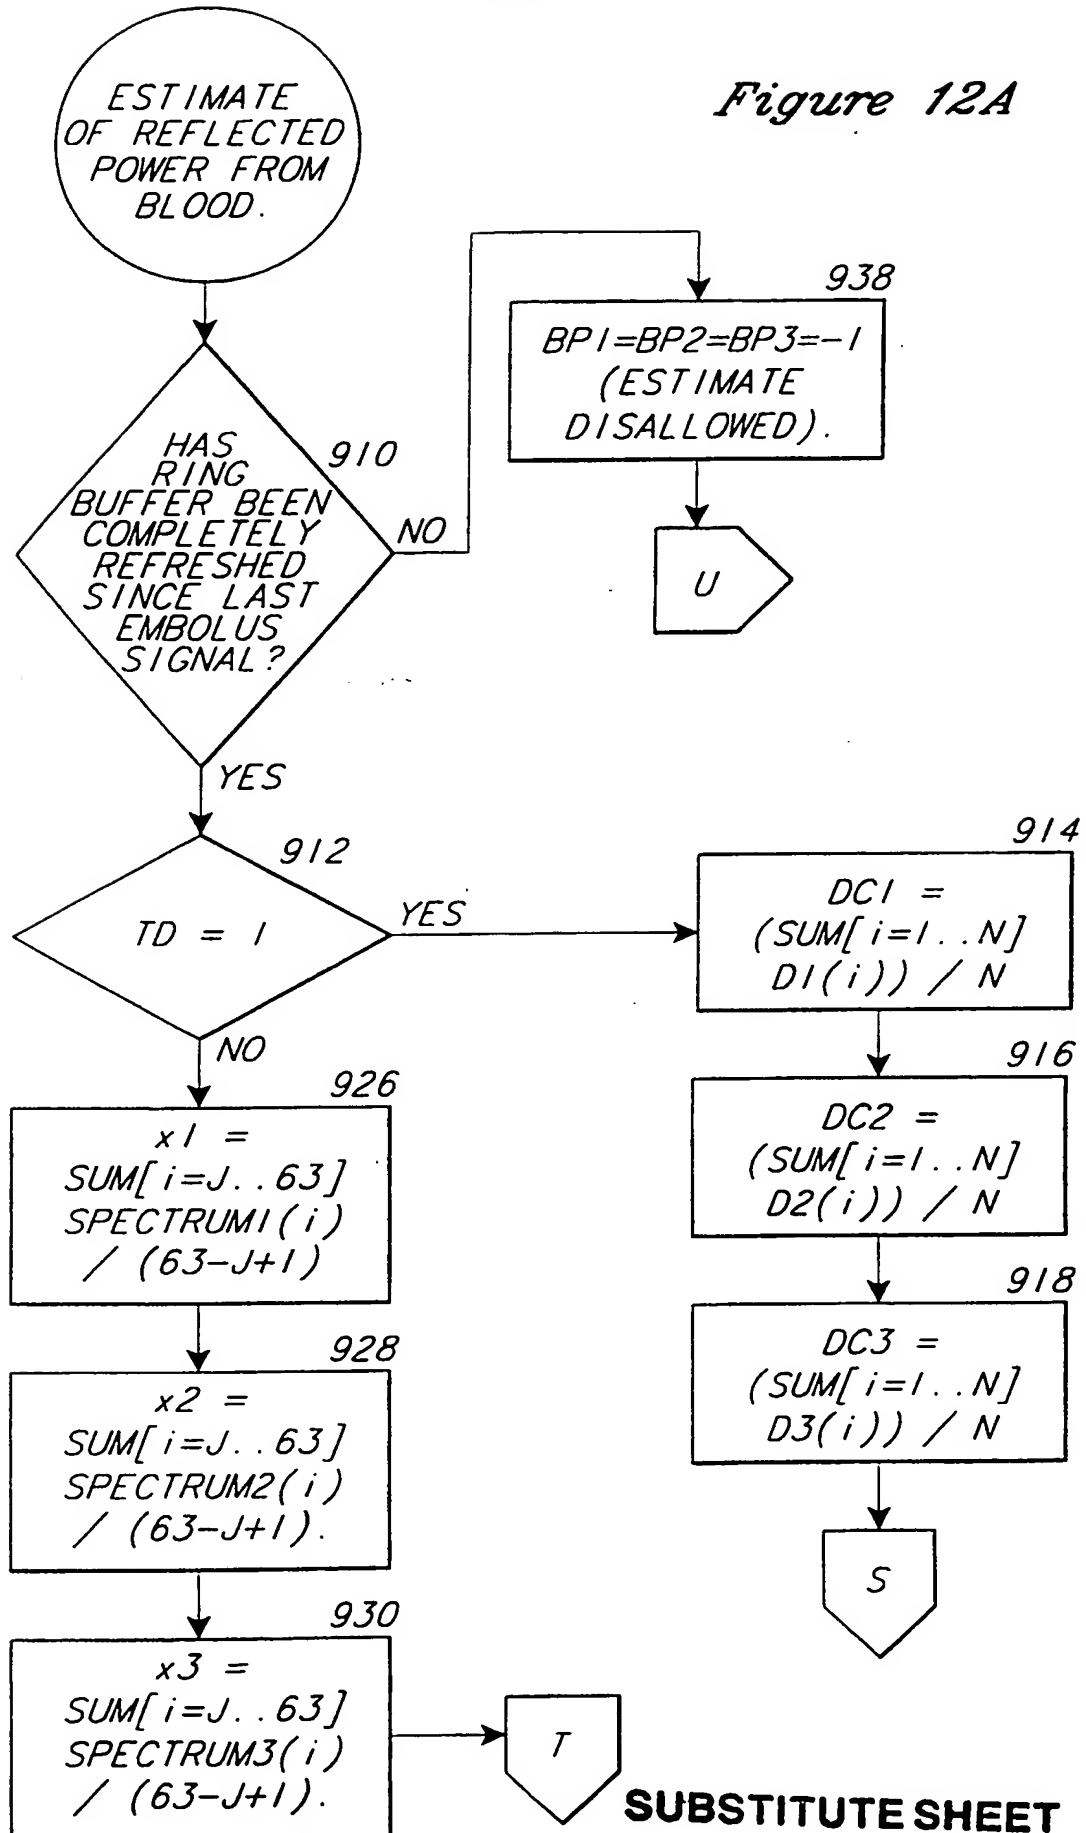 Figure 12A
ESTIMATE
OF REFLECTED
POWER FROM
BLOOD.
938
BP1=BP2=BP3=-1
(ESTIMATE
DISALLOWED).
U
910
HAS
RING
BUFFER BEEN
COMPLETELY
REFRESHED
SINCE LAST
EMBOLUS
SIGNAL?
NO
YES
912
TD = 1
YES
NO
914
DC1 =
(SUM[i=1..N]
D1(i)) / N
916
DC2 =
(SUM[i=1..N]
D2(i)) / N
918
DC3 =
(SUM[i=1..N]
D3(i)) / N
S
926
x1 =
SUM[i=J..63]
SPECTRUM1(i)
/ (63-J+1)
928
x2 =
SUM[i=J..63]
SPECTRUM2(i)
/ (63-J+1).
930
x3 =
SUM[i=J..63]
SPECTRUM3(i)
/ (63-J+1).
T
SUBSTITUTE SHEET